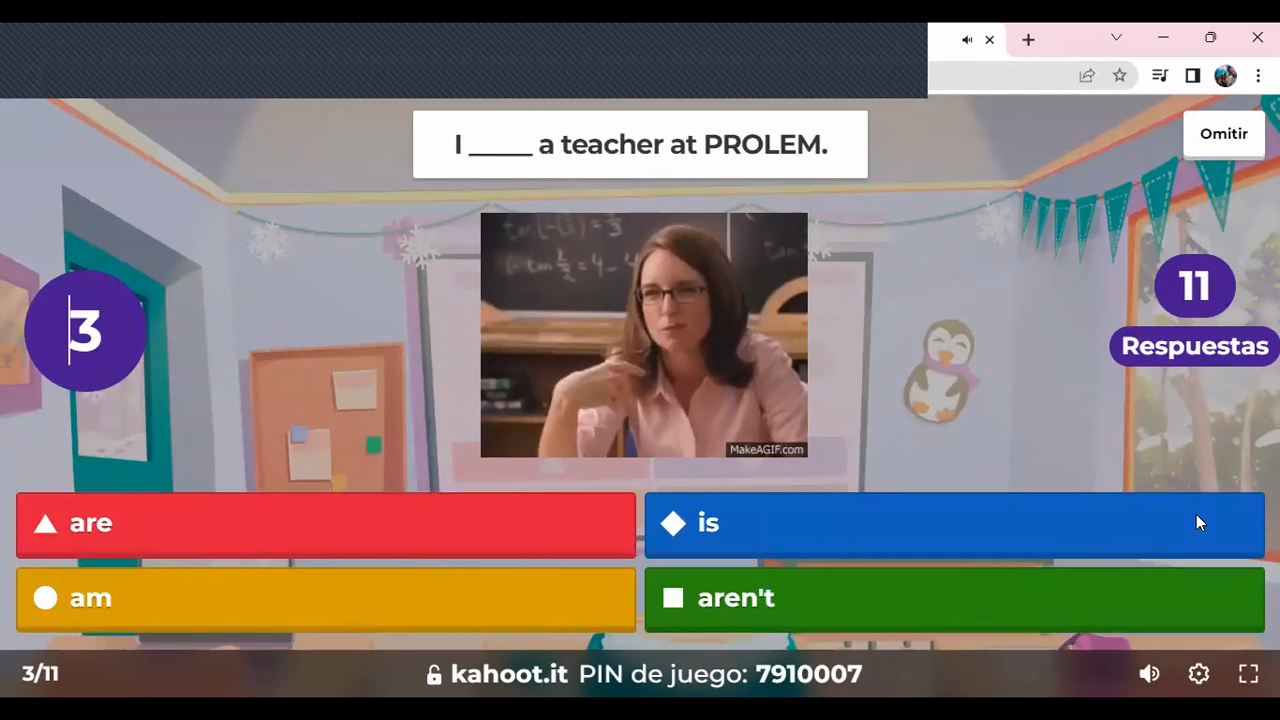 I _____ a teacher at PROLEM.
Omitir
3
11
Respuestas
MakeAGIF.com
are
is
am
aren't
3/11
kahoot.it PIN de juego: 7910007